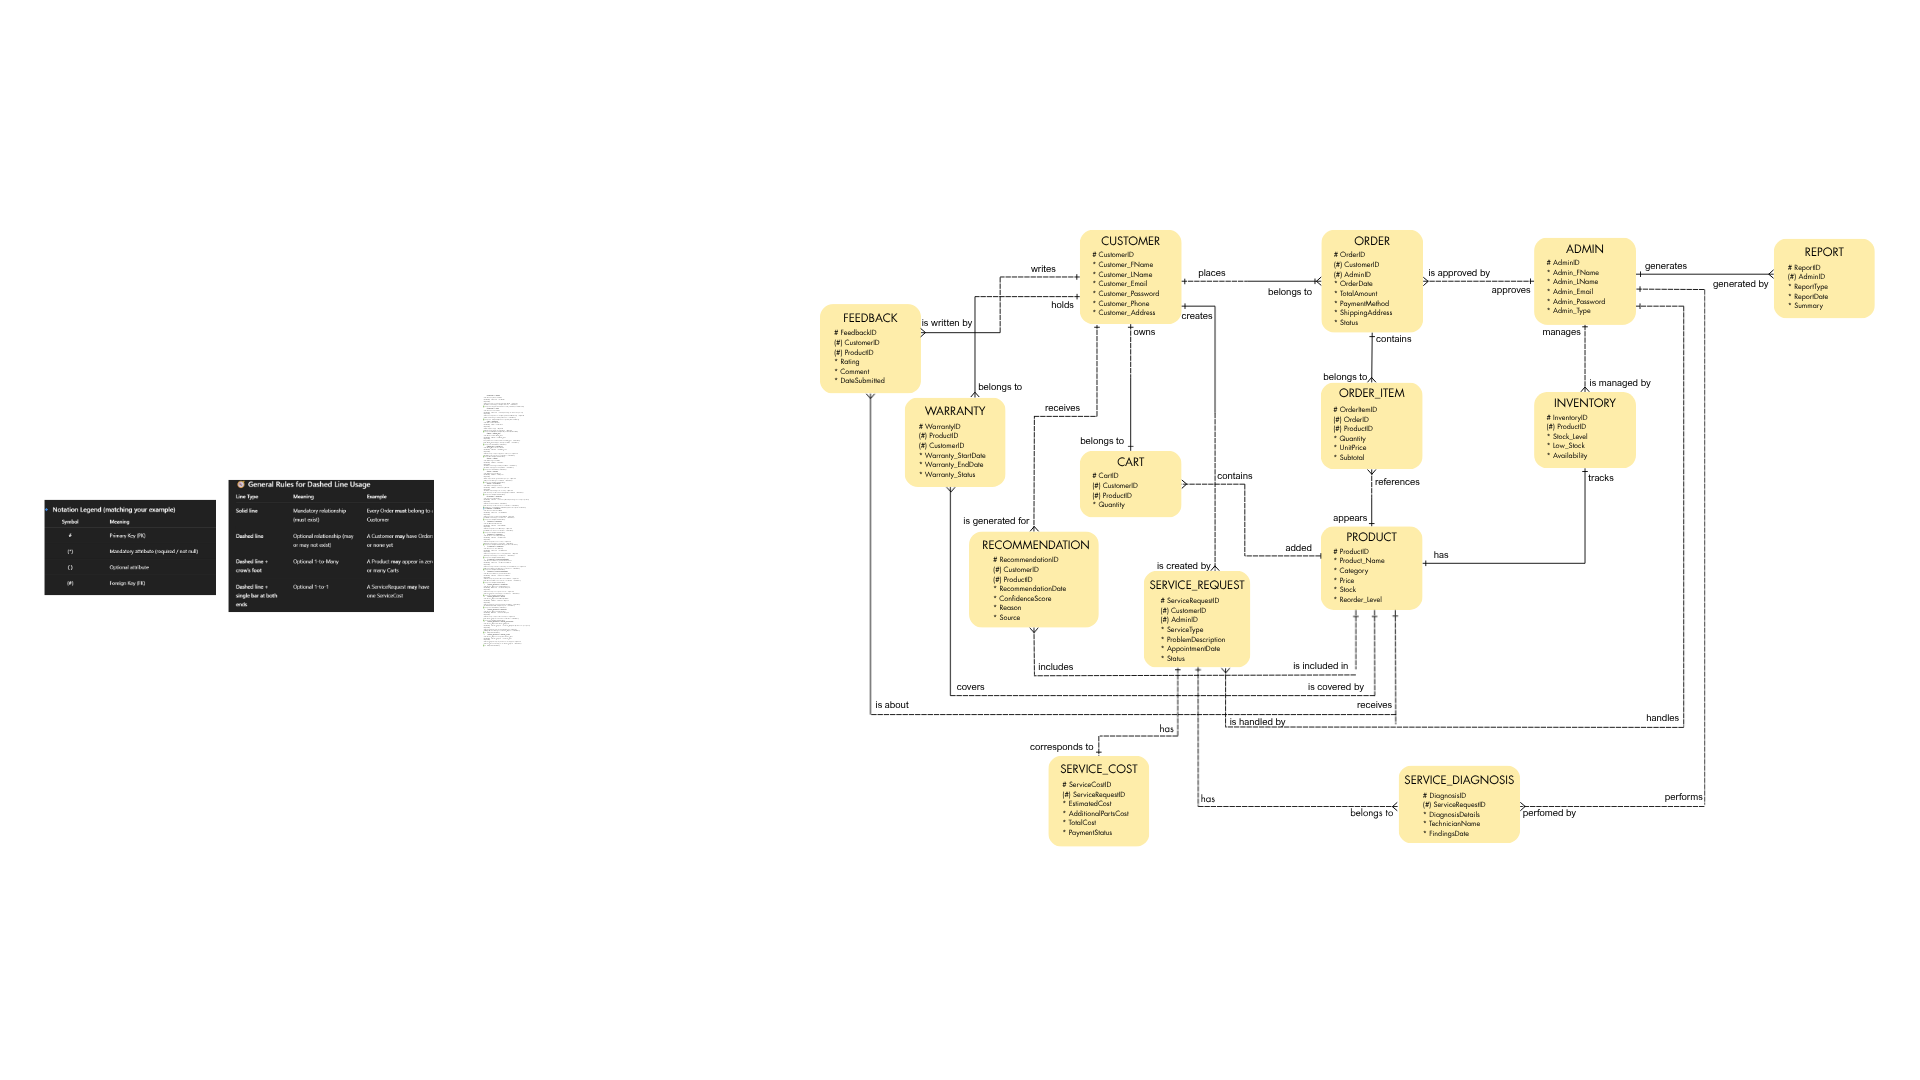 Notation Legend (matching your example)
Symbol Meaning
# Primary Key (PK)
(*) Mandatory attribute (required / not null)
( ) Optional attribute
(#) Foreign Key (FK)
General Rules for Dashed Line Usage
Line Type Meaning Example
Solid line Mandatory relationship (must exist) Every Order must belong to a Customer
Dashed line Optional relationship (may or may not exist) A Customer may have Orders or none yet
Dashed line + crow's foot Optional 1-to-Many A Product may appear in zero or many Carts
Dashed line + single bar at both ends Optional 1-to-1 A ServiceRequest may have one ServiceCost
CUSTOMER
# CustomerID
* Customer_FName
* Customer_LName
* Customer_Email
* Customer_Password
* Customer_Phone
* Customer_Address
ORDER
# OrderID
(#) CustomerID
(#) AdminID
* OrderDate
* TotalAmount
* PaymentMethod
* ShippingAddress
* Status
ADMIN
# AdminID
* Admin_FName
* Admin_LName
* Admin_Email
* Admin_Password
* Admin_Type
REPORT
# ReportID
(#) AdminID
* ReportType
* ReportDate
* Summary
writes
holds
places
belongs to
is approved by
approves
generates
generated by
creates
owns
contains
manages
is written by
FEEDBACK
# FeedbackID
(#) CustomerID
(#) ProductID
* Rating
* Comment
* DateSubmitted
belongs to
WARRANTY
# WarrantyID
(#) ProductID
(#) CustomerID
* Warranty_StartDate
* Warranty_EndDate
* Warranty_Status
receives
belongs to
CART
# CartID
(#) CustomerID
(#) ProductID
* Quantity
contains
belongs to
ORDER_ITEM
# OrderItemID
(#) OrderID
(#) ProductID
* Quantity
* UnitPrice
* Subtotal
is managed by
INVENTORY
# InventoryID
(#) ProductID
* Stock_Level
* Low_Stock
* Availability
references
tracks
appears
is generated for
RECOMMENDATION
# RecommendationID
(#) CustomerID
(#) ProductID
* RecommendationDate
* ConfidenceScore
* Reason
* Source
added
has
PRODUCT
# ProductID
* Product_Name
* Category
* Price
* Stock
* Reorder_Level
is created by
SERVICE_REQUEST
# ServiceRequestID
(#) CustomerID
(#) AdminID
* ServiceType
* ProblemDescription
* AppointmentDate
* Status
includes
is included in
covers
is covered by
is about
receives
is handled by
handles
has
corresponds to
SERVICE_COST
# ServiceCostID
(#) ServiceRequestID
* EstimatedCost
* AdditionalPartsCost
* TotalCost
* PaymentStatus
has
belongs to
SERVICE_DIAGNOSIS
# DiagnosisID
(#) ServiceRequestID
* DiagnosisDetails
* TechnicianName
* FindingsDate
performs
perfomed by